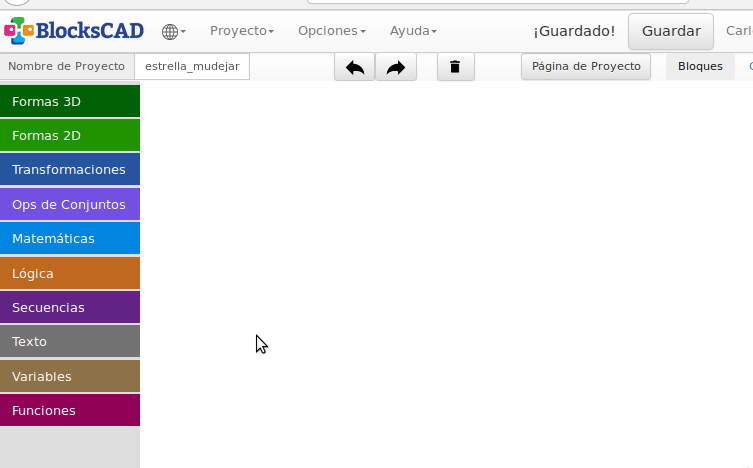 BlocksCAD Proyecto Opciones Ayuda ¡Guardado! Guardar Carl
Nombre de Proyecto estrella_mudejar Página de Proyecto Bloques
Formas 3D
Formas 2D
Transformaciones
Ops de Conjuntos
Matemáticas
Lógica
Secuencias
Texto
Variables
Funciones